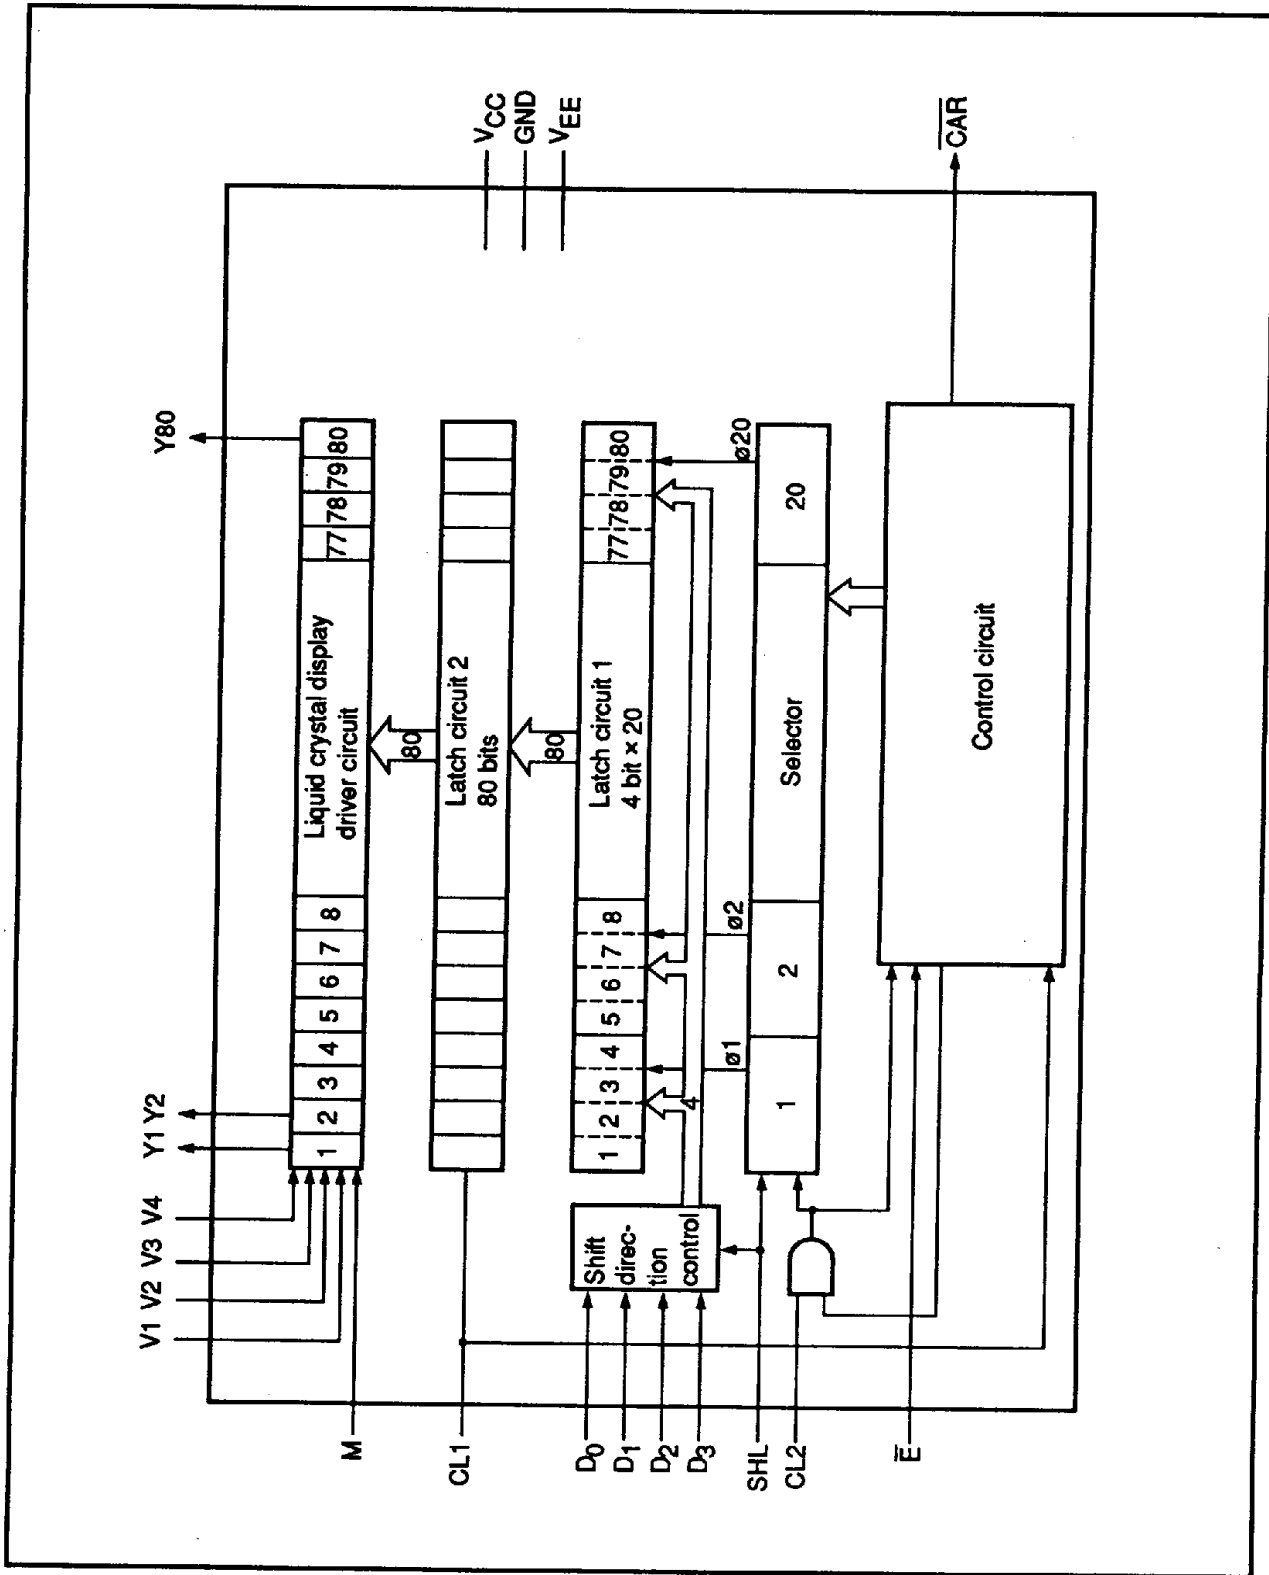 V1 V2 V3 V4 Y1 Y2 Y80
M
1 2 3 4 5 6 7 8
Liquid crystal display
driver circuit
77 78 79 80
VCC
GND
VEE
80
CL1
Latch circuit 2
80 bits
80
D0
D1
D2
D3
Shift
direc-
tion
control
1 2 3 4 5 6 7 8
Latch circuit 1
4 bit × 20
77 78 79 80
4
ø1
ø2
ø20
SHL
CL2
1
2
Selector
20
E̅
Control circuit
C̅A̅R̅